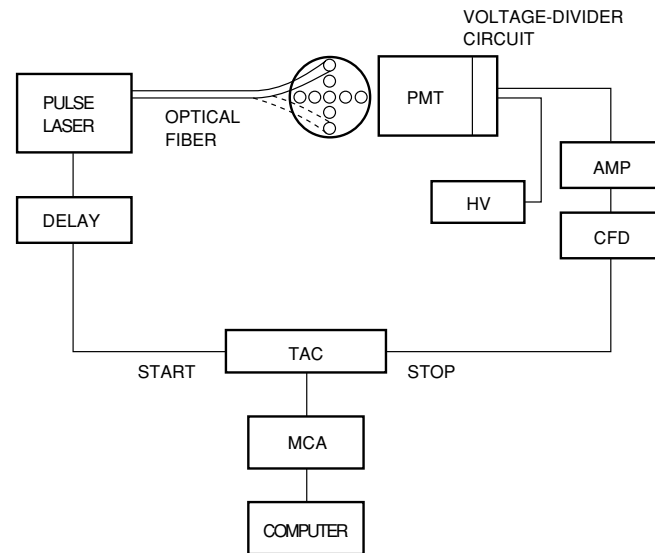 VOLTAGE-DIVIDER
CIRCUIT
PULSE
LASER
OPTICAL
FIBER
PMT
AMP
HV
DELAY
CFD
TAC
START
STOP
MCA
COMPUTER